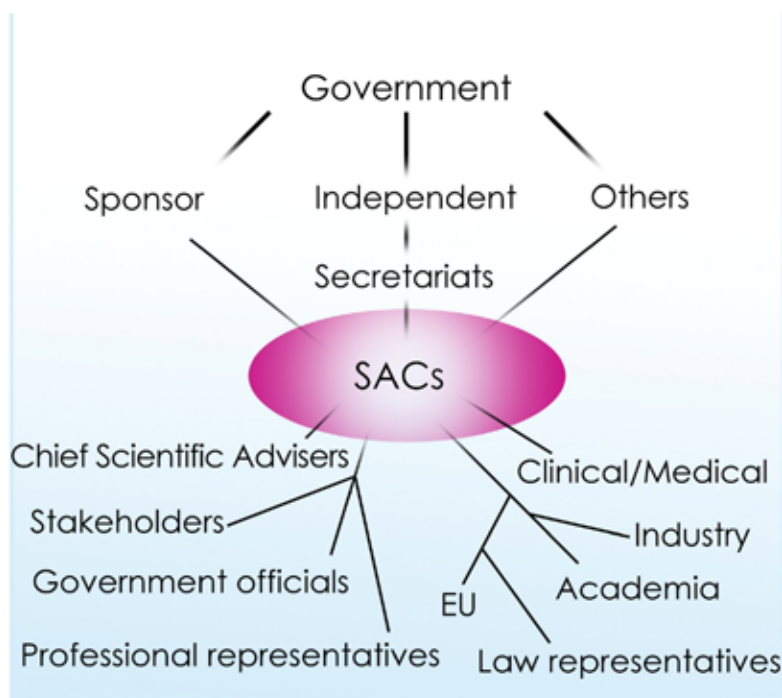 Government
Sponsor
Independent
Others
Secretariats
SACs
Chief Scientific Advisers
Clinical/Medical
Stakeholders
Industry
Government officials
Academia
EU
Professional representatives
Law representatives